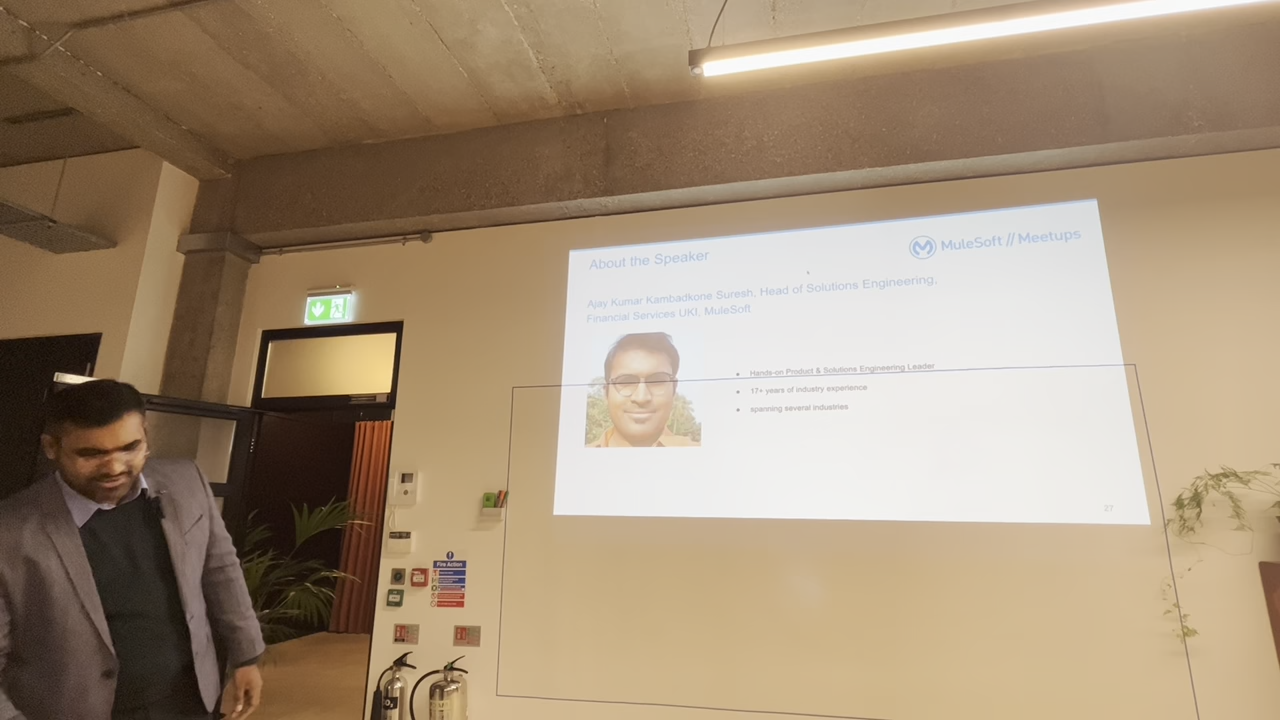 About the Speaker
MuleSoft // Meetups
Ajay Kumar Kambadkone Suresh, Head of Solutions Engineering,
Financial Services UKI, MuleSoft
Hands-on Product & Solutions Engineering Leader
17+ years of industry experience
spanning several industries
27
Fire Action